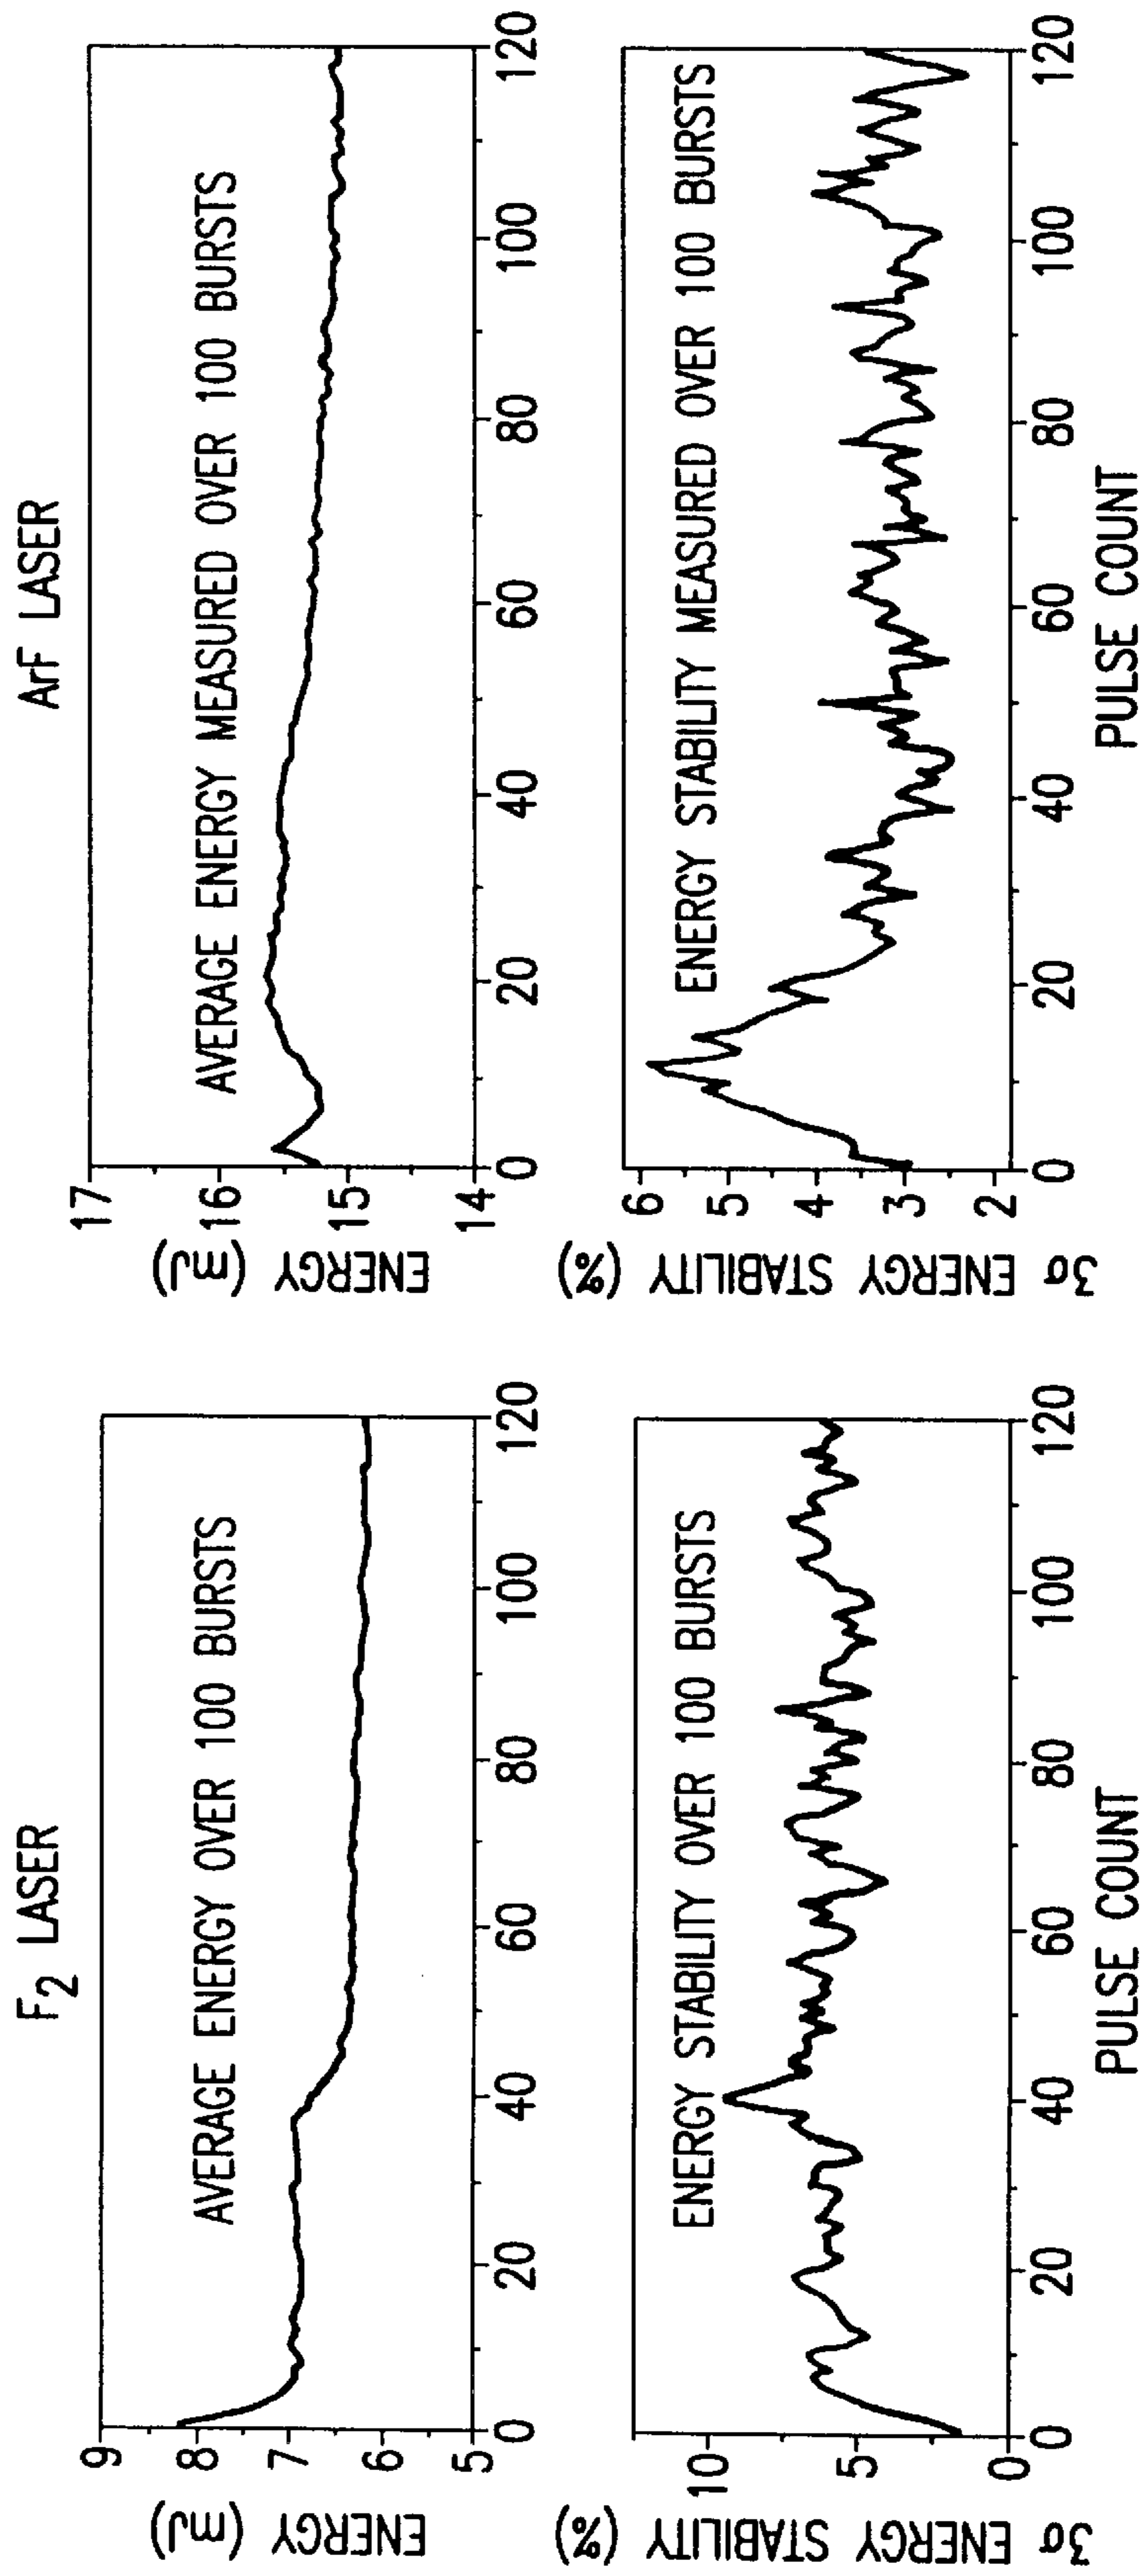 F2 LASER
AVERAGE ENERGY OVER 100 BURSTS
ENERGY (mJ)
9
8
7
6
5
0 20 40 60 80 100 120
ENERGY STABILITY OVER 100 BURSTS
3σ ENERGY STABILITY (%)
10
5
0
0 20 40 60 80 100 120
PULSE COUNT
ArF LASER
AVERAGE ENERGY MEASURED OVER 100 BURSTS
ENERGY (mJ)
17
16
15
14
0 20 40 60 80 100 120
ENERGY STABILITY MEASURED OVER 100 BURSTS
3σ ENERGY STABILITY (%)
6
5
4
3
2
0 20 40 60 80 100 120
PULSE COUNT